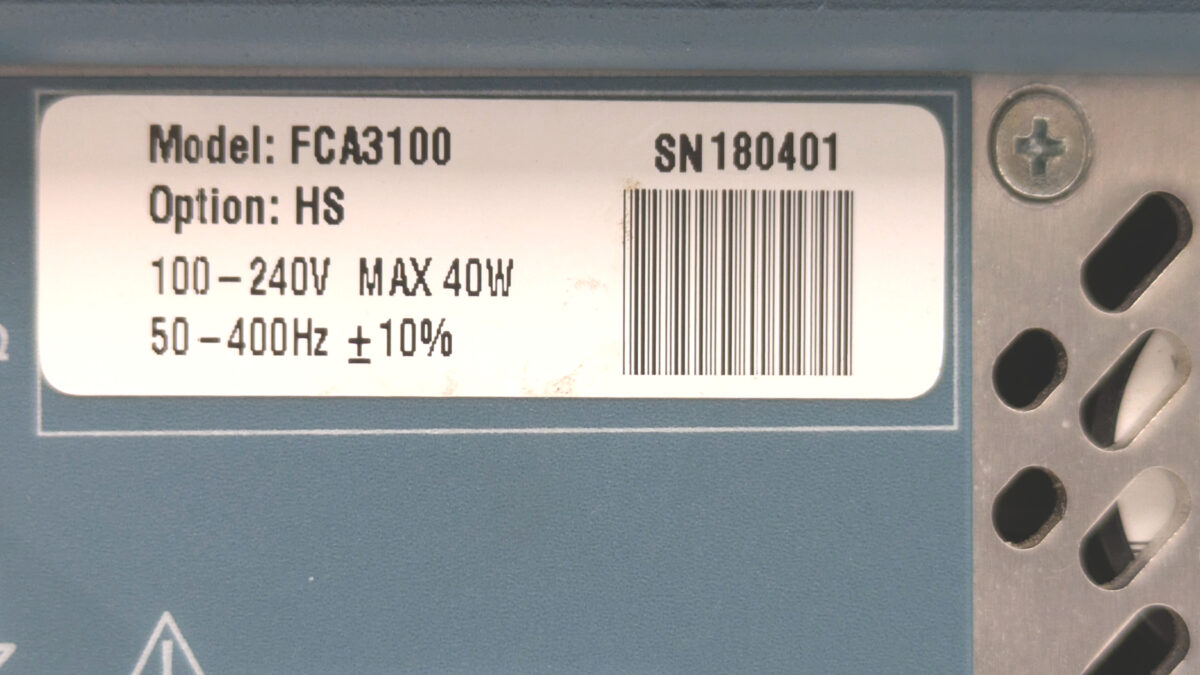 Model: FCA3100
Option: HS
100-240V MAX 40W
50-400Hz ±10%
SN180401
Ω